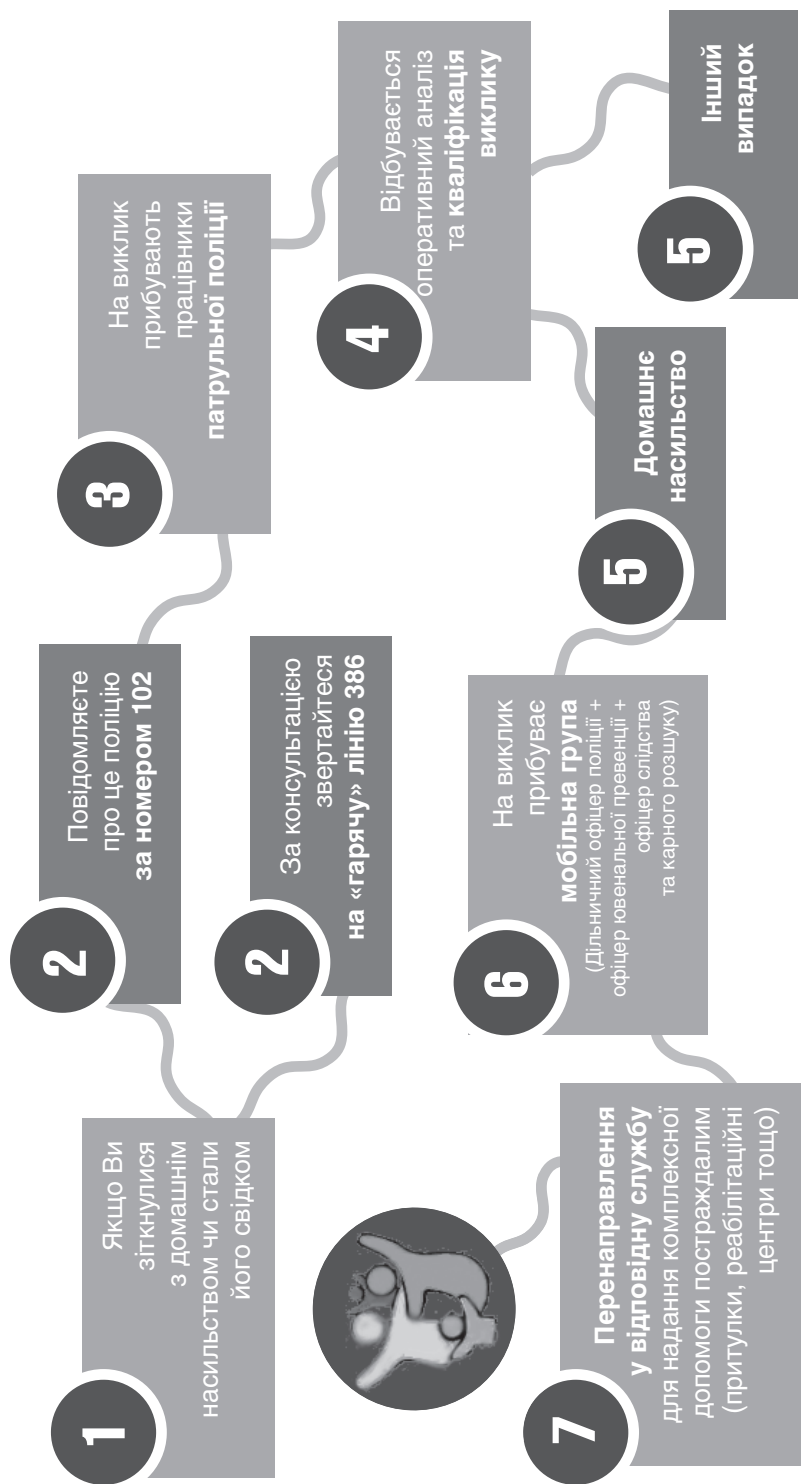 1
Якщо Ви
зіткнулися
з домашнім
насильством чи стали
його свідком
2
Повідомляєте
про це поліцію
за номером 102
2
За консультацією
звертайтеся
на «гарячу» лінію 386
3
На виклик
прибувають
працівники
патрульної поліції
4
Відбувається
оперативний аналіз
та кваліфікація
виклику
5
Домашнє
насильство
5
Інший
випадок
6
На виклик
прибуває
мобільна група
(Дільничний офіцер поліції +
офіцер ювенальної превенції +
офіцер слідства
та карного розшуку)
7
Перенаправлення
у відповідну службу
для надання комплексної
допомоги постраждалим
(притулки, реабілітаційні
центри тощо)